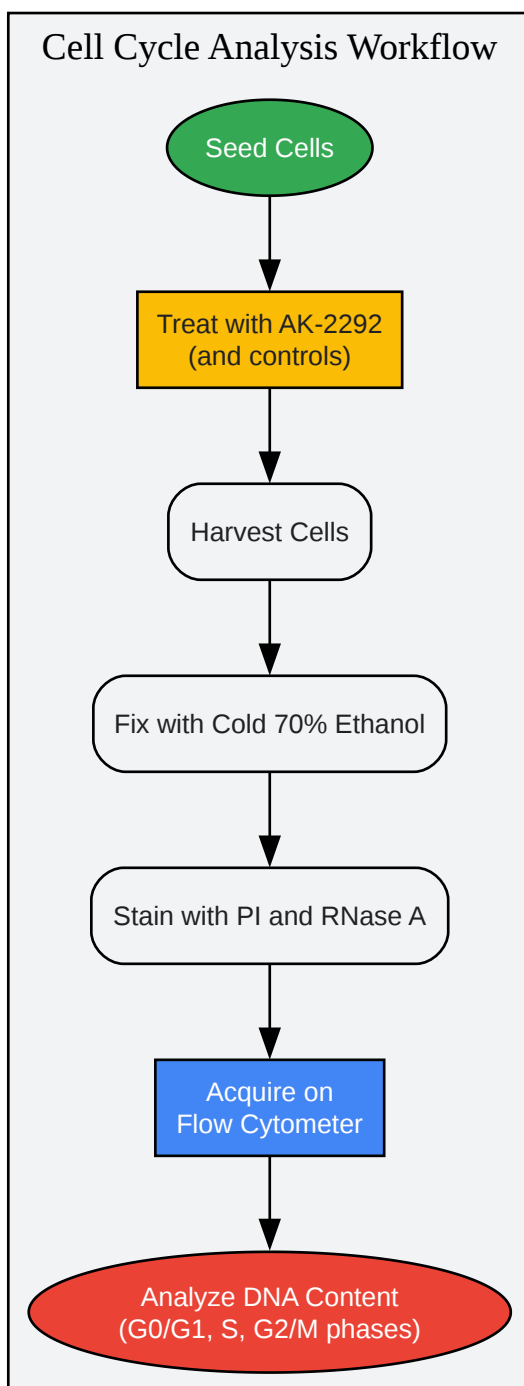 Cell Cycle Analysis Workflow
Seed Cells
Treat with AK-2292
(and controls)
Harvest Cells
Fix with Cold 70% Ethanol
Stain with PI and RNase A
Acquire on
Flow Cytometer
Analyze DNA Content
(G0/G1, S, G2/M phases)